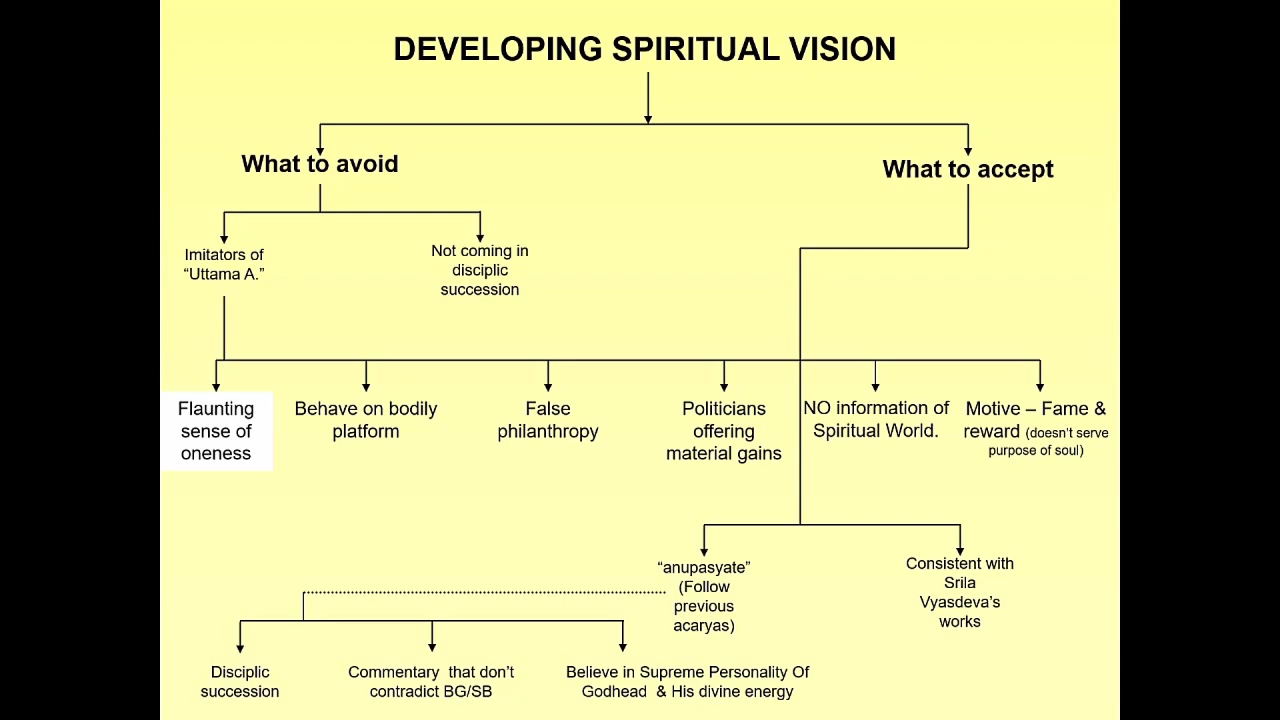 DEVELOPING SPIRITUAL VISION
What to avoid
What to accept
Imitators of
“Uttama A.”
Not coming in
disciplic
succession
Flaunting
sense of
oneness
Behave on bodily
platform
False
philanthropy
Politicians
offering
material gains
NO information of
Spiritual World.
Motive – Fame &
reward (doesn’t serve
purpose of soul)
“anupasyate”
(Follow
previous
acaryas)
Consistent with
Srila
Vyasdeva’s
works
Disciplic
succession
Commentary that don’t
contradict BG/SB
Believe in Supreme Personality Of
Godhead & His divine energy